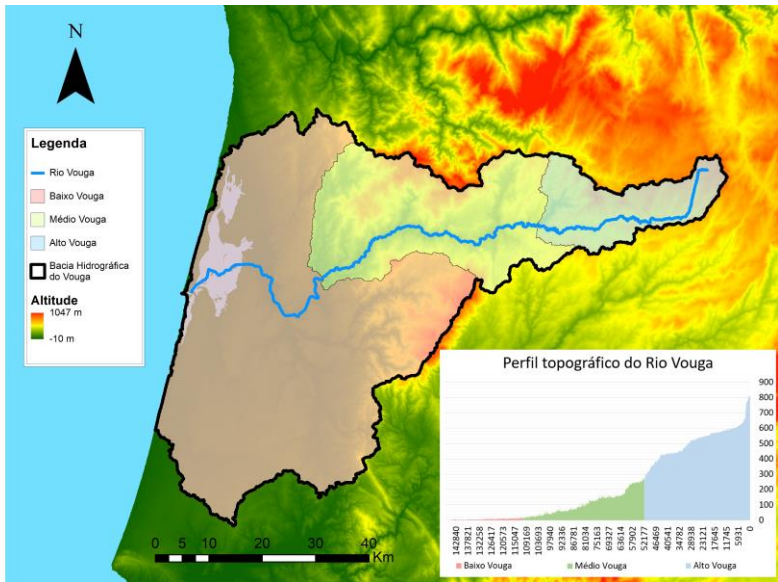 N
Legenda
Rio Vouga
Baixo Vouga
Médio Vouga
Alto Vouga
Bacia Hidrográfica
do Vouga
Altitude
1047 m
-10 m
0 10 20 30 40
Km
Perfil topográfico do Rio Vouga
900
800
700
600
500
400
300
200
100
0
142840 137821 132258 126417 120573 115047 109169 103693 97940 92336 86781 81034 75163 69327 63614 57902 52177 46469 40541 34782 28938 23121 17645 11745 5931 0
Baixo Vouga Médio Vouga Alto Vouga